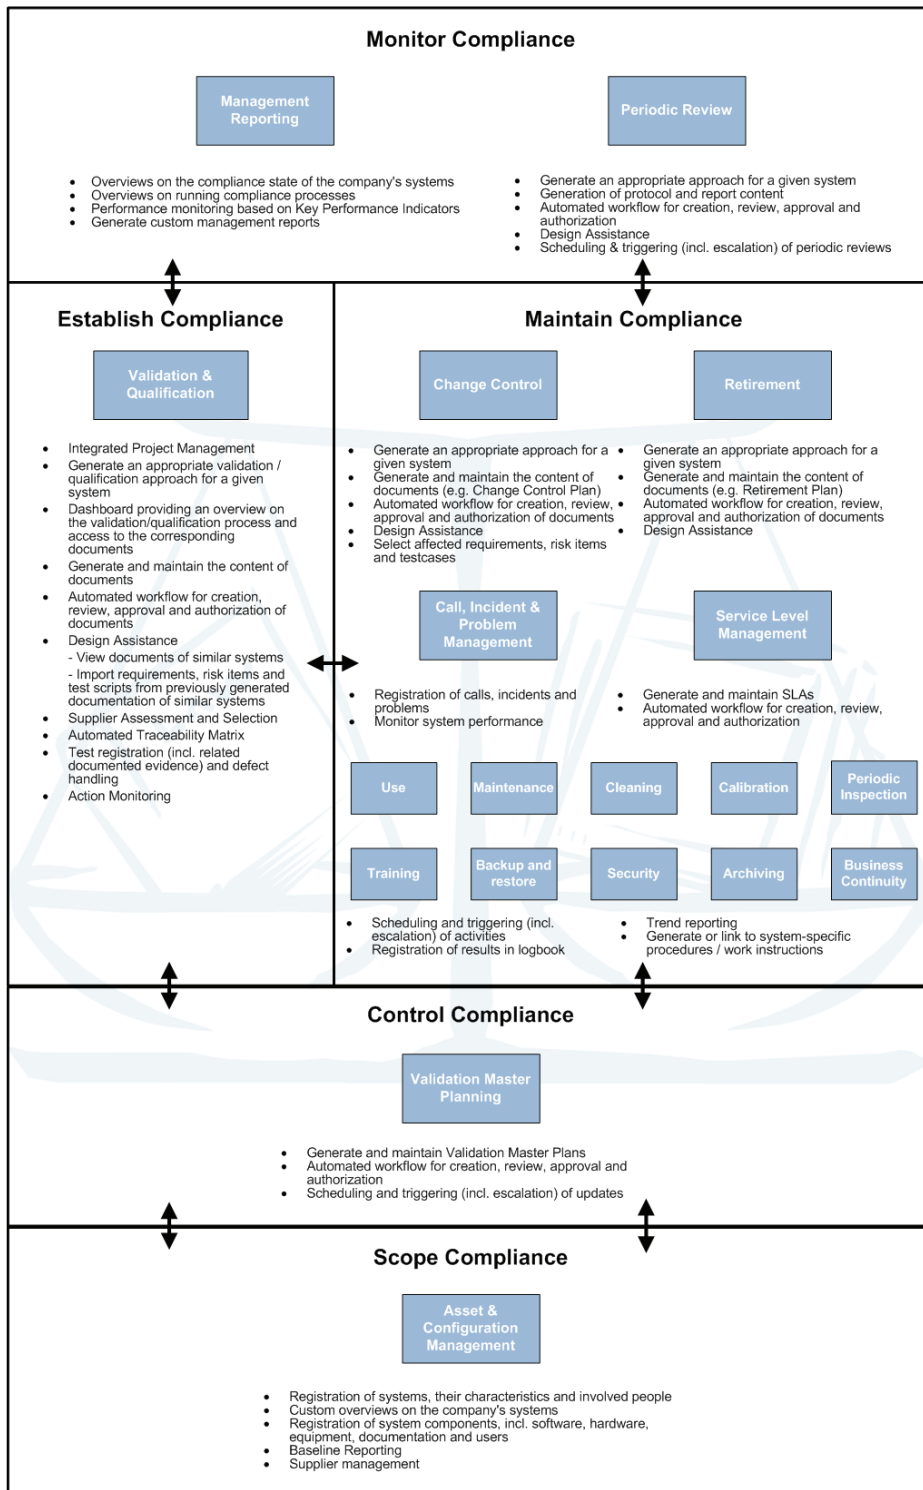 Monitor Compliance
Management
Reporting
Periodic Review
• Overviews on the compliance state of the company's systems
• Overviews on running compliance processes
• Performance monitoring based on Key Performance Indicators
• Generate custom management reports
• Generate an appropriate approach for a given system
• Generation of protocol and report content
• Automated workflow for creation, review, approval and
authorization
• Design Assistance
• Scheduling & triggering (incl. escalation) of periodic reviews
Establish Compliance
Validation &
Qualification
• Integrated Project Management
• Generate an appropriate validation /
qualification approach for a given
system
• Dashboard providing an overview on
the validation/qualification process and
access to the corresponding
documents
• Generate and maintain the content of
documents
• Automated workflow for creation,
review, approval and authorization of
documents
• Design Assistance
- View documents of similar systems
- Import requirements, risk items and
test scripts from previously generated
documentation of similar systems
• Supplier Assessment and Selection
• Automated Traceability Matrix
• Test registration (incl. related
documented evidence) and defect
handling
• Action Monitoring
Maintain Compliance
Change Control
• Generate an appropriate approach for a
given system
• Generate and maintain the content of
documents (e.g. Change Control Plan)
• Automated workflow for creation, review,
approval and authorization of documents
• Design Assistance
• Select affected requirements, risk items
and testcases
Retirement
• Generate an appropriate approach for a
given system
• Generate and maintain the content of
documents (e.g. Retirement Plan)
• Automated workflow for creation, review,
approval and authorization of documents
• Design Assistance
Call, Incident &
Problem
Management
• Registration of calls, incidents and
problems
• Monitor system performance
Service Level
Management
• Generate and maintain SLAs
• Automated workflow for creation, review,
approval and authorization
Use
Maintenance
Cleaning
Calibration
Periodic
Inspection
Training
Backup and
restore
Security
Archiving
Business
Continuity
• Scheduling and triggering (incl.
escalation) of activities
• Registration of results in logbook
• Trend reporting
• Generate or link to system-specific
procedures / work instructions
Control Compliance
Validation Master
Planning
• Generate and maintain Validation Master Plans
• Automated workflow for creation, review, approval and
authorization
• Scheduling and triggering (incl. escalation) of updates
Scope Compliance
Asset &
Configuration
Management
• Registration of systems, their characteristics and involved people
• Custom overviews on the company's systems
• Registration of system components, incl. software, hardware,
equipment, documentation and users
• Baseline Reporting
• Supplier management